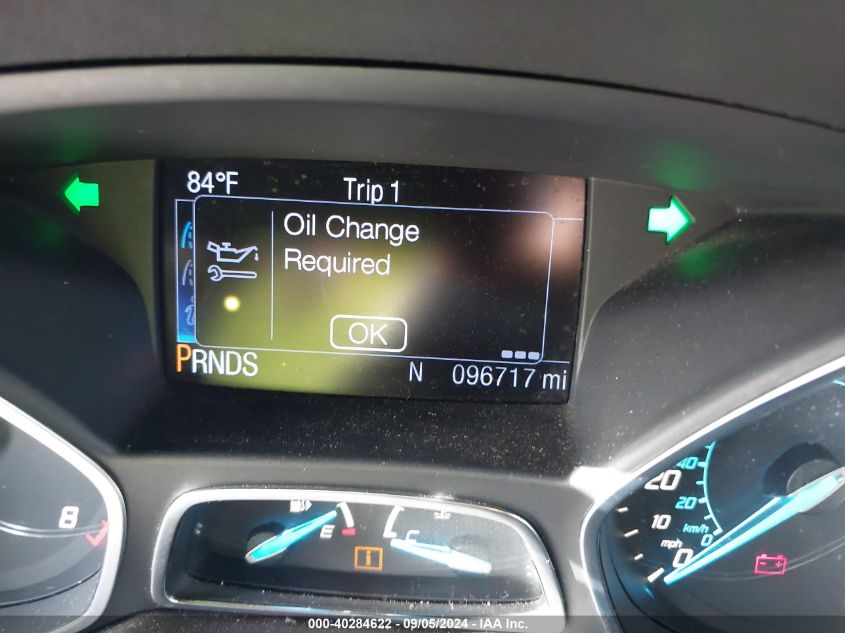 84°F
Trip 1
Oil Change
Required
OK
PRNDS
N 096717 mi
8
E
C
i
40
20
20
10
km/h
0
mph
0
000-40284622 - 09/05/2024 - IAA Inc.